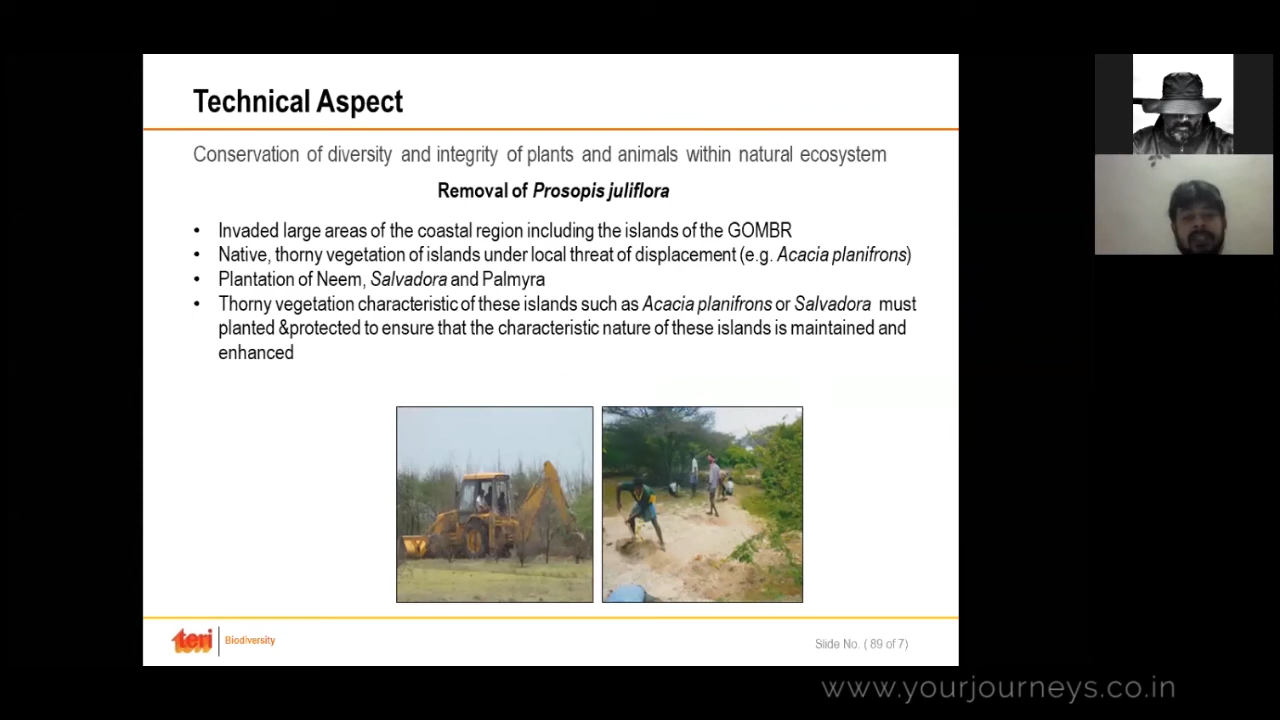 Technical Aspect
Conservation of diversity and integrity of plants and animals within natural ecosystem
Removal of Prosopis juliflora
• Invaded large areas of the coastal region including the islands of the GOMBR
• Native, thorny vegetation of islands under local threat of displacement (e.g. Acacia planifrons)
• Plantation of Neem, Salvadora and Palmyra
• Thorny vegetation characteristic of these islands such as Acacia planifrons or Salvadora must
planted &protected to ensure that the characteristic nature of these islands is maintained and
enhanced
teri Biodiversity
Slide No. ( 89 of 7)
www.yourjourneys.co.in